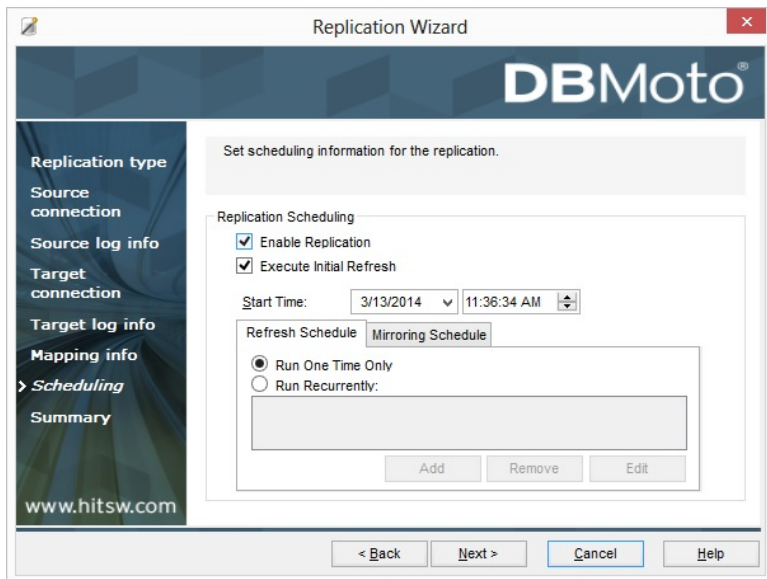 Replication Wizard
DBMoto®
Replication type
Source
connection
Source log info
Target
connection
Target log info
Mapping info
Scheduling
Summary
www.hitsw.com
Set scheduling information for the replication.
Replication Scheduling
Enable Replication
Execute Initial Refresh
Start Time: 3/13/2014 11:36:34 AM
Refresh Schedule Mirroring Schedule
Run One Time Only
Run Recurrently:
Add Remove Edit
< Back Next > Cancel Help